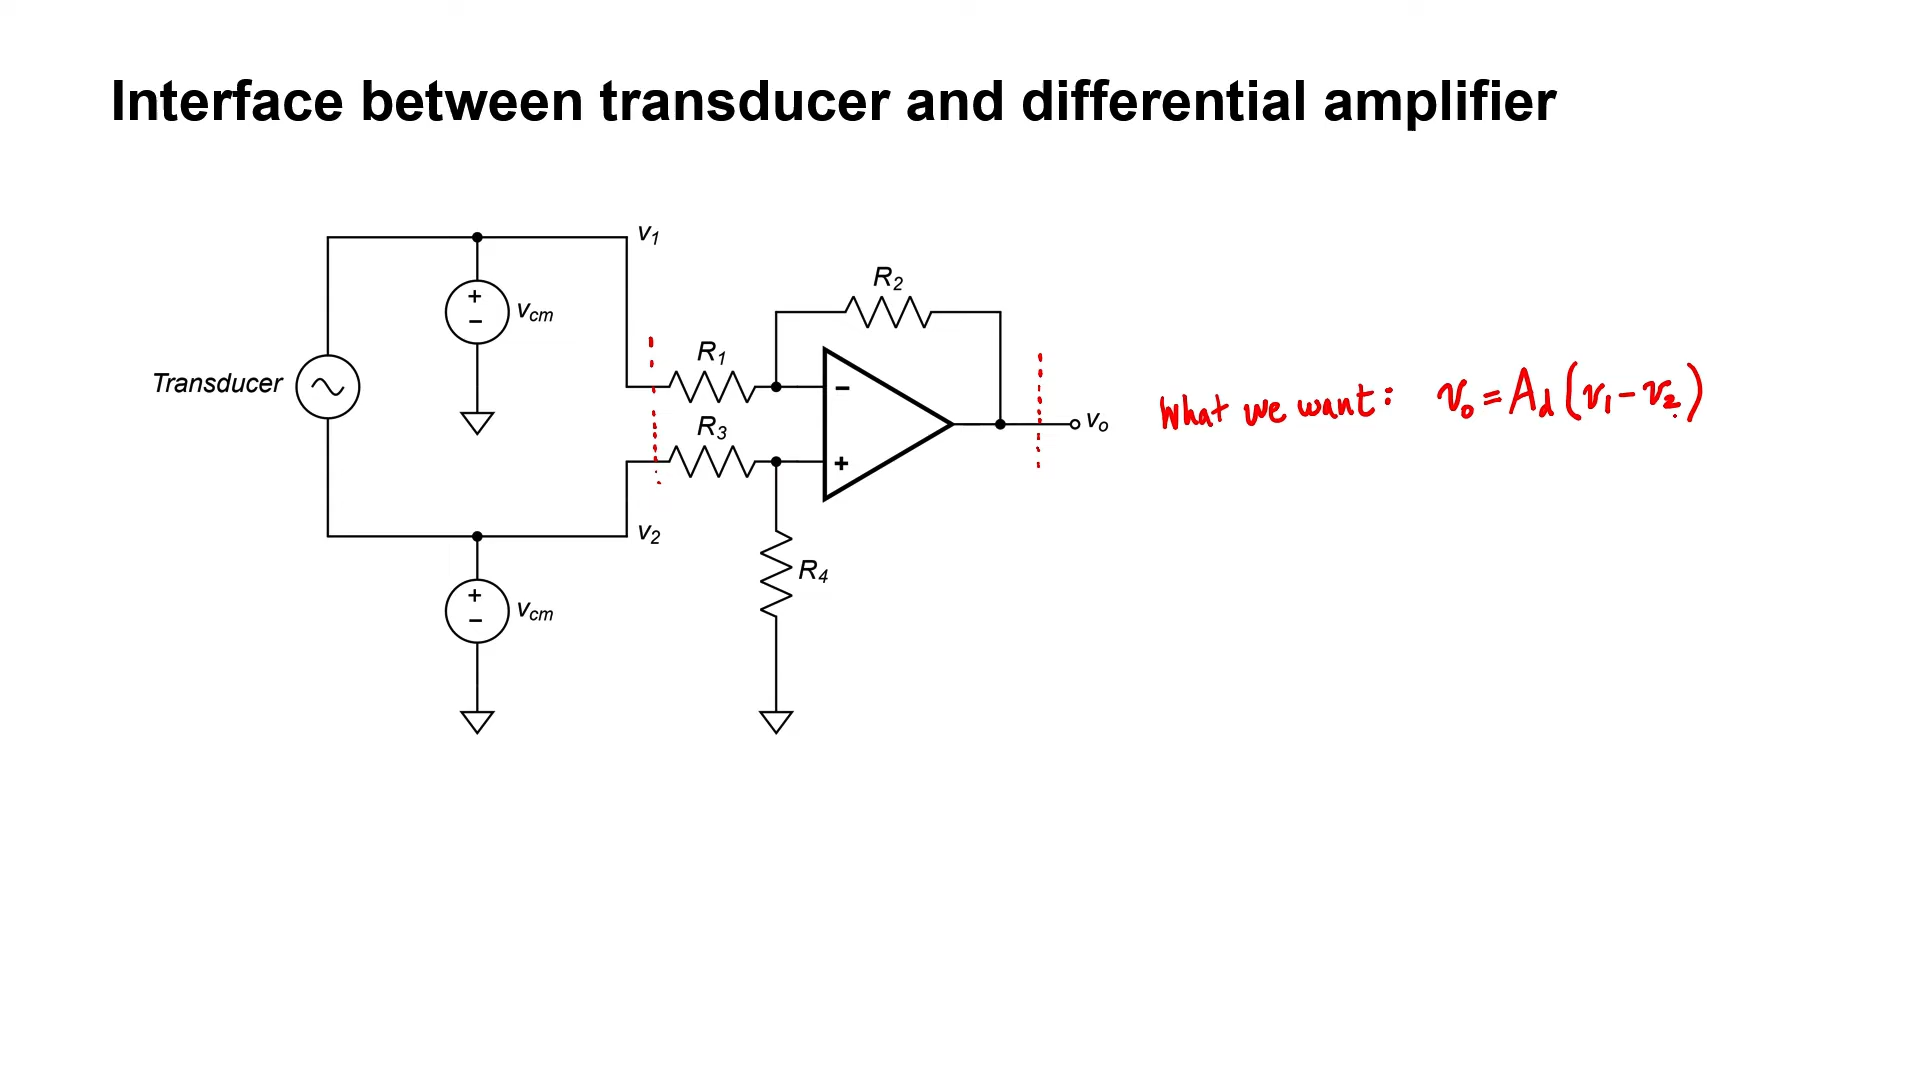 Interface between transducer and differential amplifier
v1
R2
+
−
vcm
R1
Transducer
−
What we want: vo = Ad(v1 − v2)
vo
R3
+
v2
R4
+
−
vcm